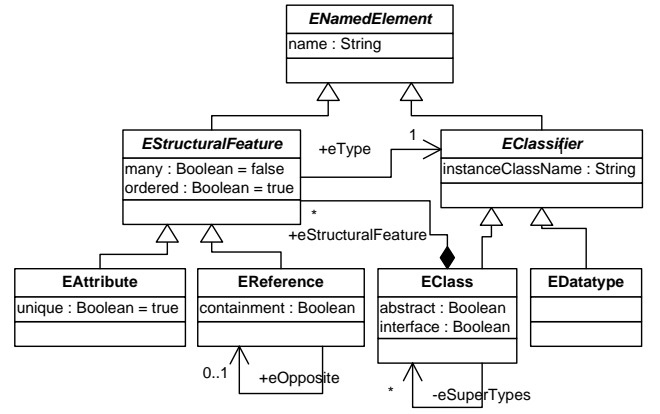 ENamedElement
name : String
EStructuralFeature
many : Boolean = false
ordered : Boolean = true
+eType
1
EClassifier
instanceClassName : String
*
+eStructuralFeature
EAttribute
unique : Boolean = true
EReference
containment : Boolean
0..1
+eOpposite
EClass
abstract : Boolean
interface : Boolean
*
-eSuperTypes
EDatatype